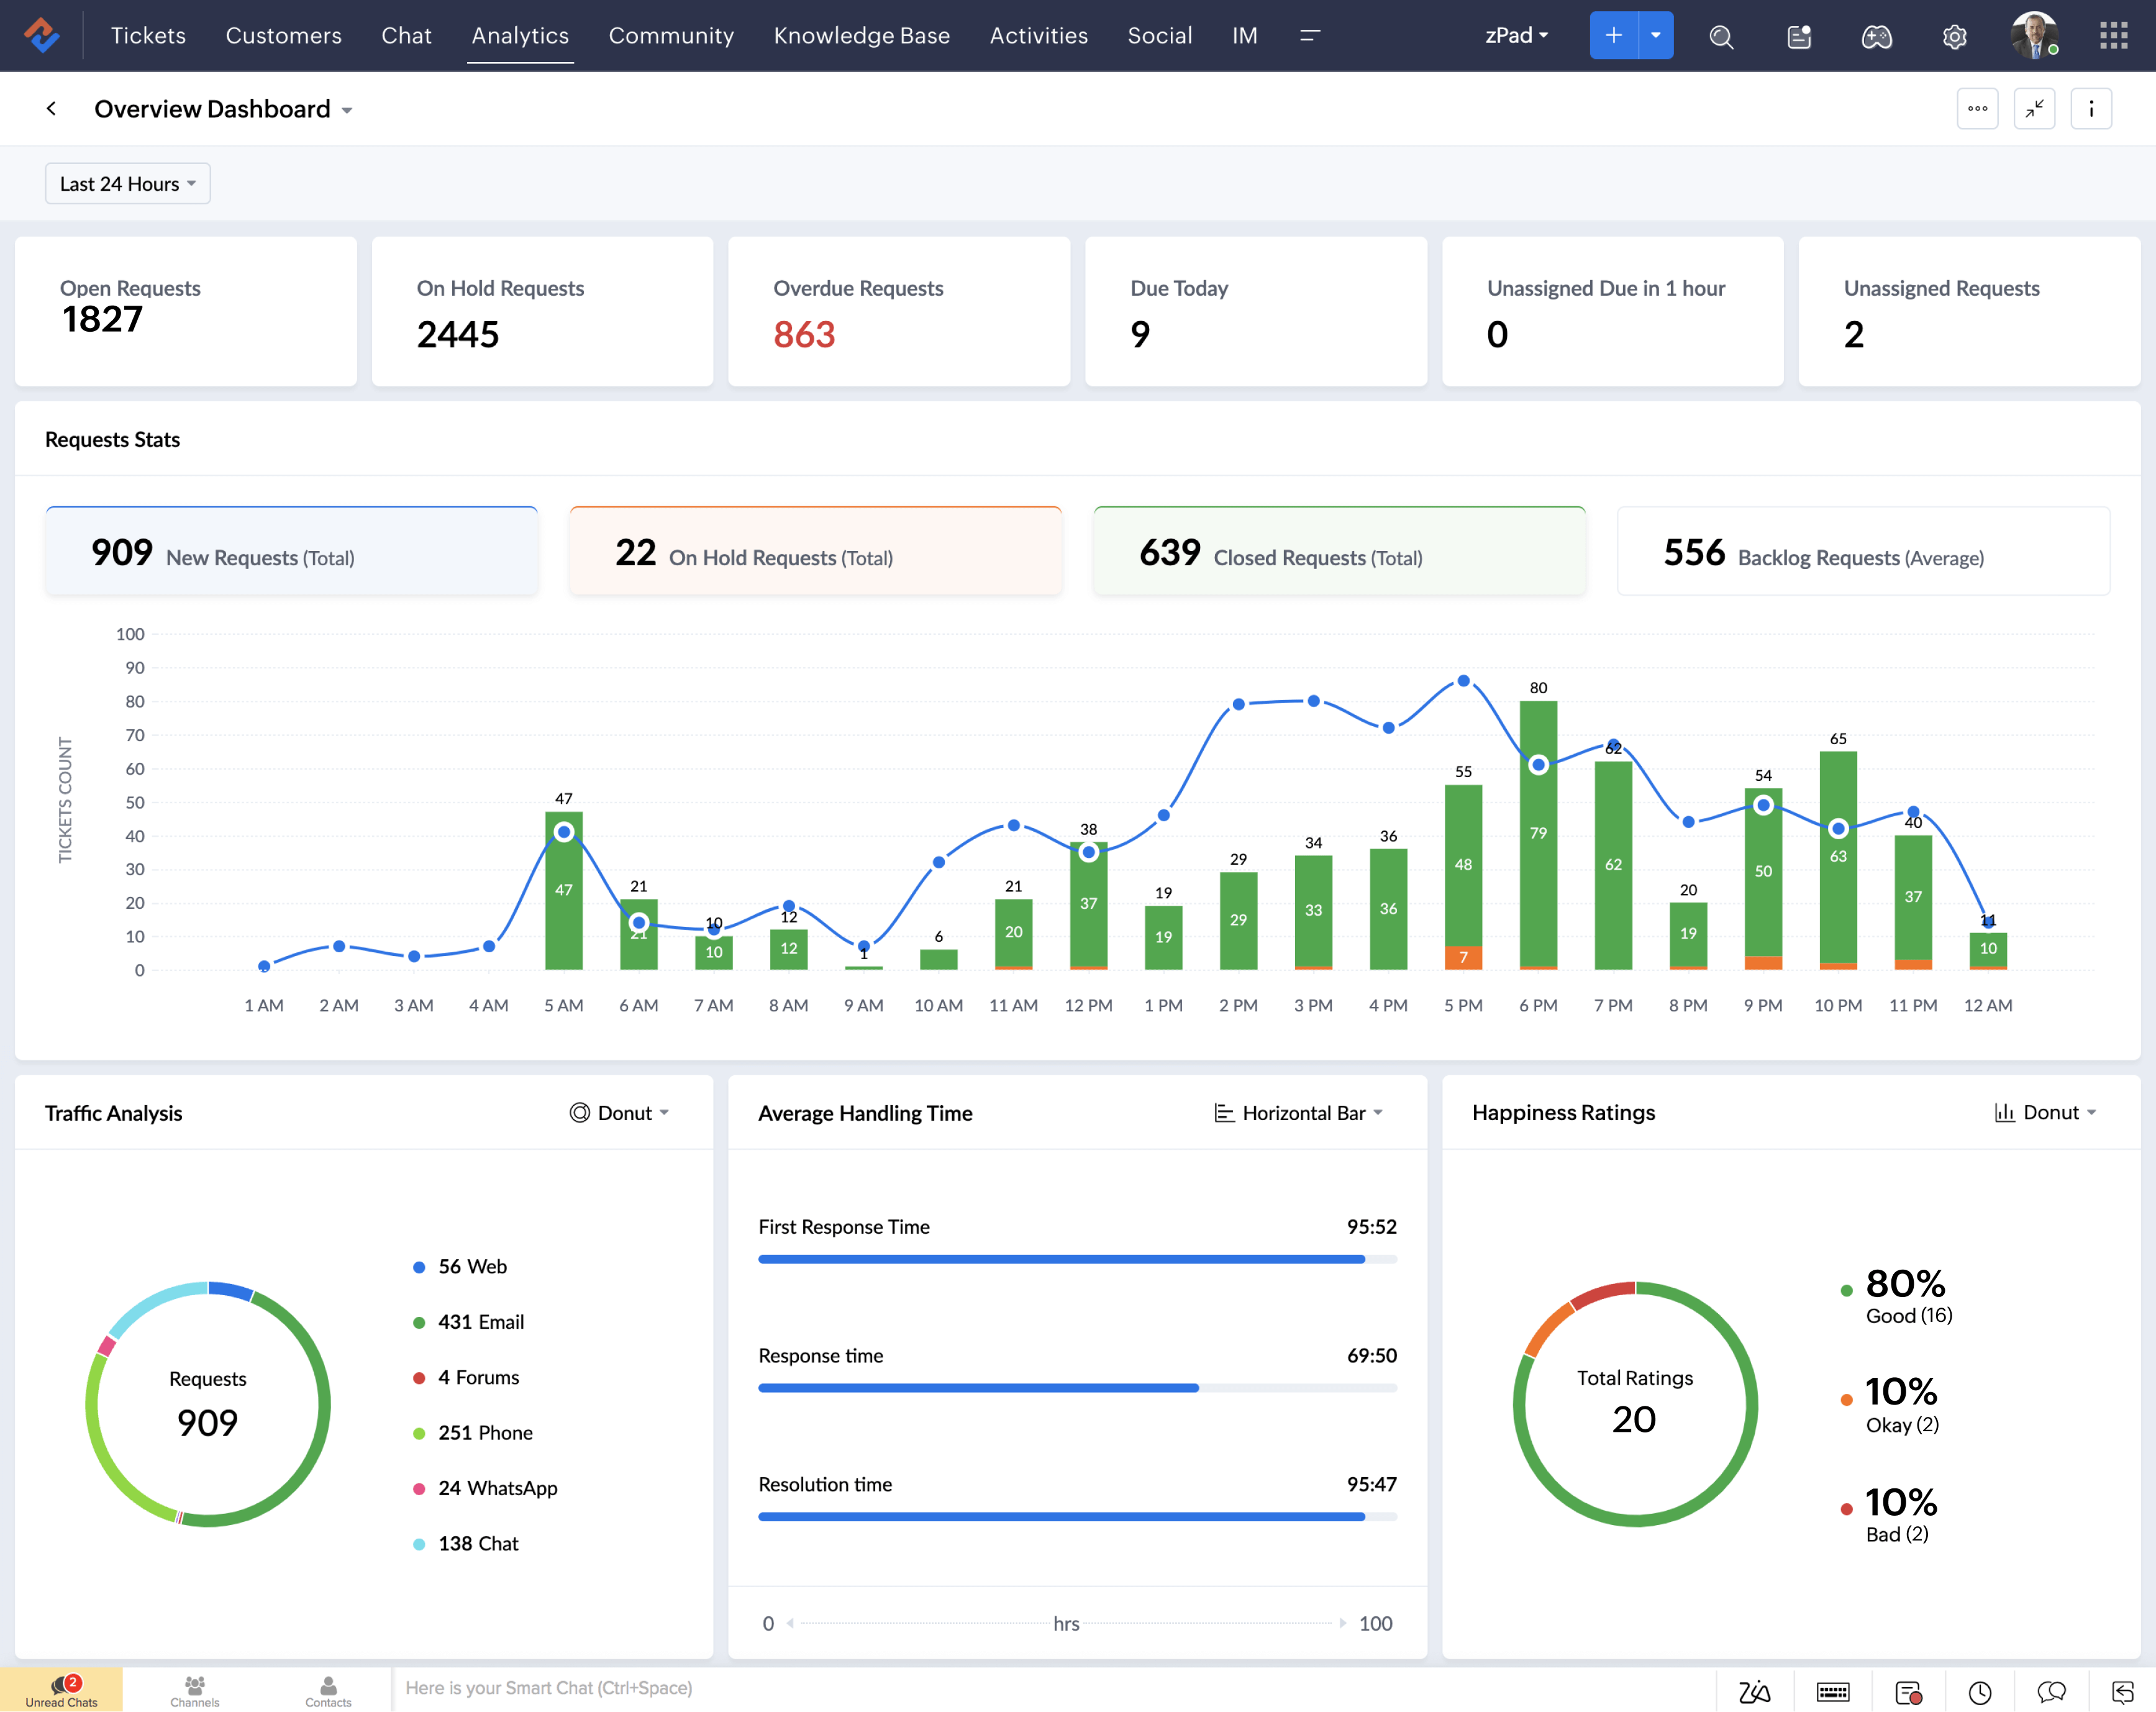 Tickets Customers Chat Analytics Community Knowledge Base Activities Social IM zPad
Overview Dashboard
Last 24 Hours
Open Requests
1827
On Hold Requests
2445
Overdue Requests
863
Due Today
9
Unassigned Due in 1 hour
0
Unassigned Requests
2
Requests Stats
909 New Requests (Total)
22 On Hold Requests (Total)
639 Closed Requests (Total)
556 Backlog Requests (Average)
TICKETS COUNT
100
90
80
70
60
50
40
30
20
10
0
47
47
21
21
10
10
12
12
1
6
21
20
38
37
19
19
29
29
34
33
36
36
55
48
7
80
79
62
62
20
19
54
50
65
63
40
37
11
10
1 AM 2 AM 3 AM 4 AM 5 AM 6 AM 7 AM 8 AM 9 AM 10 AM 11 AM 12 PM 1 PM 2 PM 3 PM 4 PM 5 PM 6 PM 7 PM 8 PM 9 PM 10 PM 11 PM 12 AM
Traffic Analysis
Donut
Requests
909
56 Web
431 Email
4 Forums
251 Phone
24 WhatsApp
138 Chat
Average Handling Time
Horizontal Bar
First Response Time 95:52
Response time 69:50
Resolution time 95:47
0 hrs 100
Happiness Ratings
Donut
Total Ratings
20
80%
Good (16)
10%
Okay (2)
10%
Bad (2)
2
Unread Chats
Channels
Contacts
Here is your Smart Chat (Ctrl+Space)